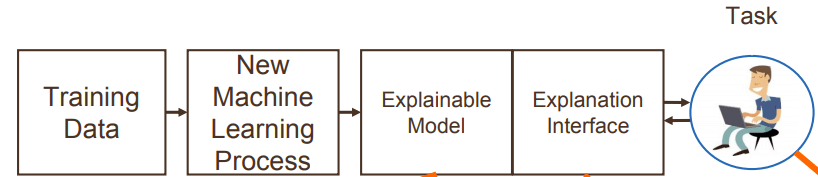 Task
Training
Data
New
Machine
Learning
Process
Explainable
Model
Explanation
Interface